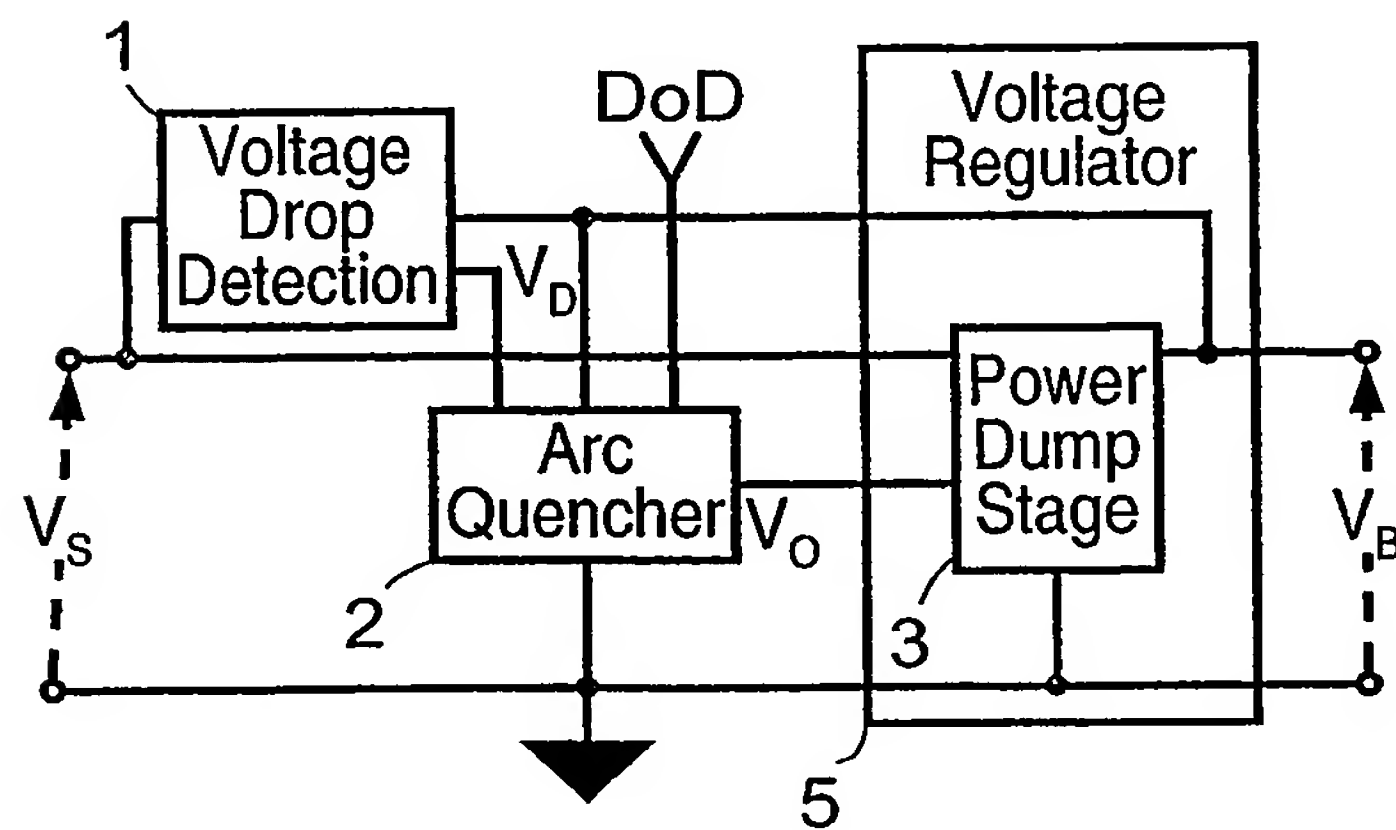 1
Voltage
Drop
Detection
DoD
Voltage
Regulator
V_D
V_S
Arc
Quencher
V_O
2
Power
Dump
Stage
3
V_B
5